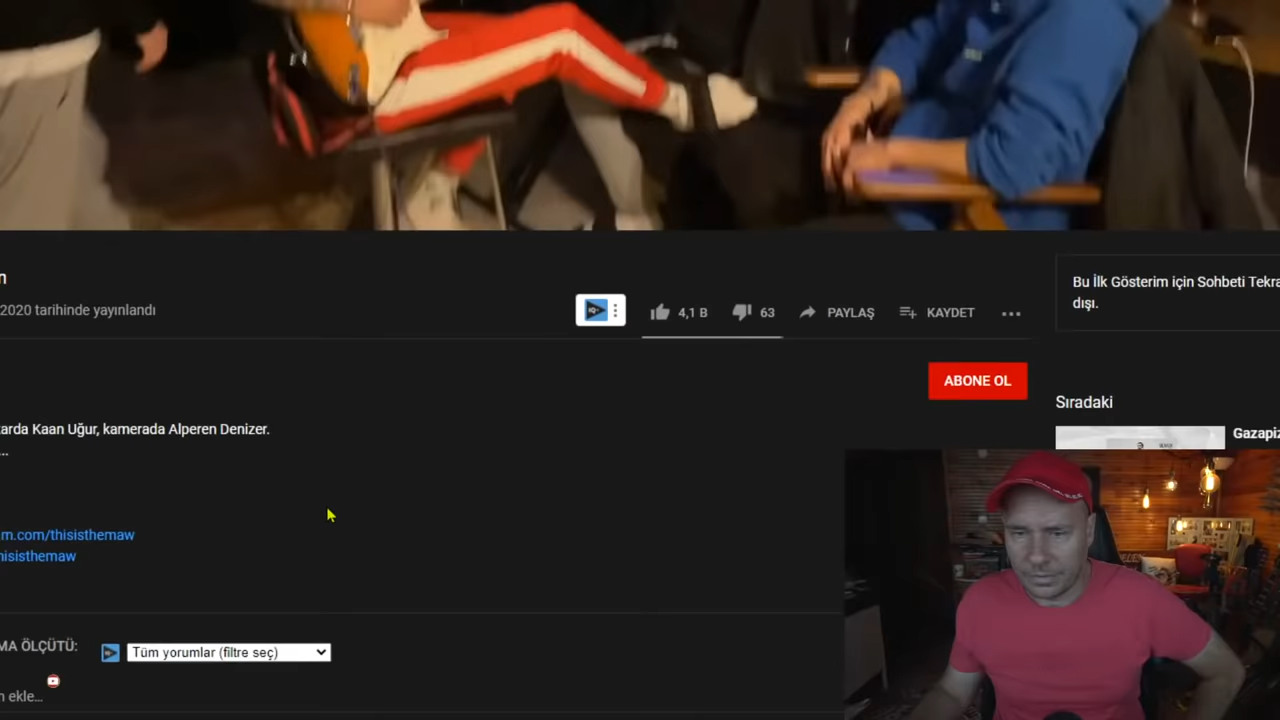 n
2020 tarihinde yayınlandı
4,1 B
63
PAYLAŞ
KAYDET
Bu İlk Gösterim için Sohbeti Tekra
dışı.
ABONE OL
Sıradaki
arda Kaan Uğur, kamerada Alperen Denizer.
...
Gazapiz
m.com/thisisthemaw
hisisthemaw
MA ÖLÇÜTÜ:
Tüm yorumlar (filtre seç)
n ekle...